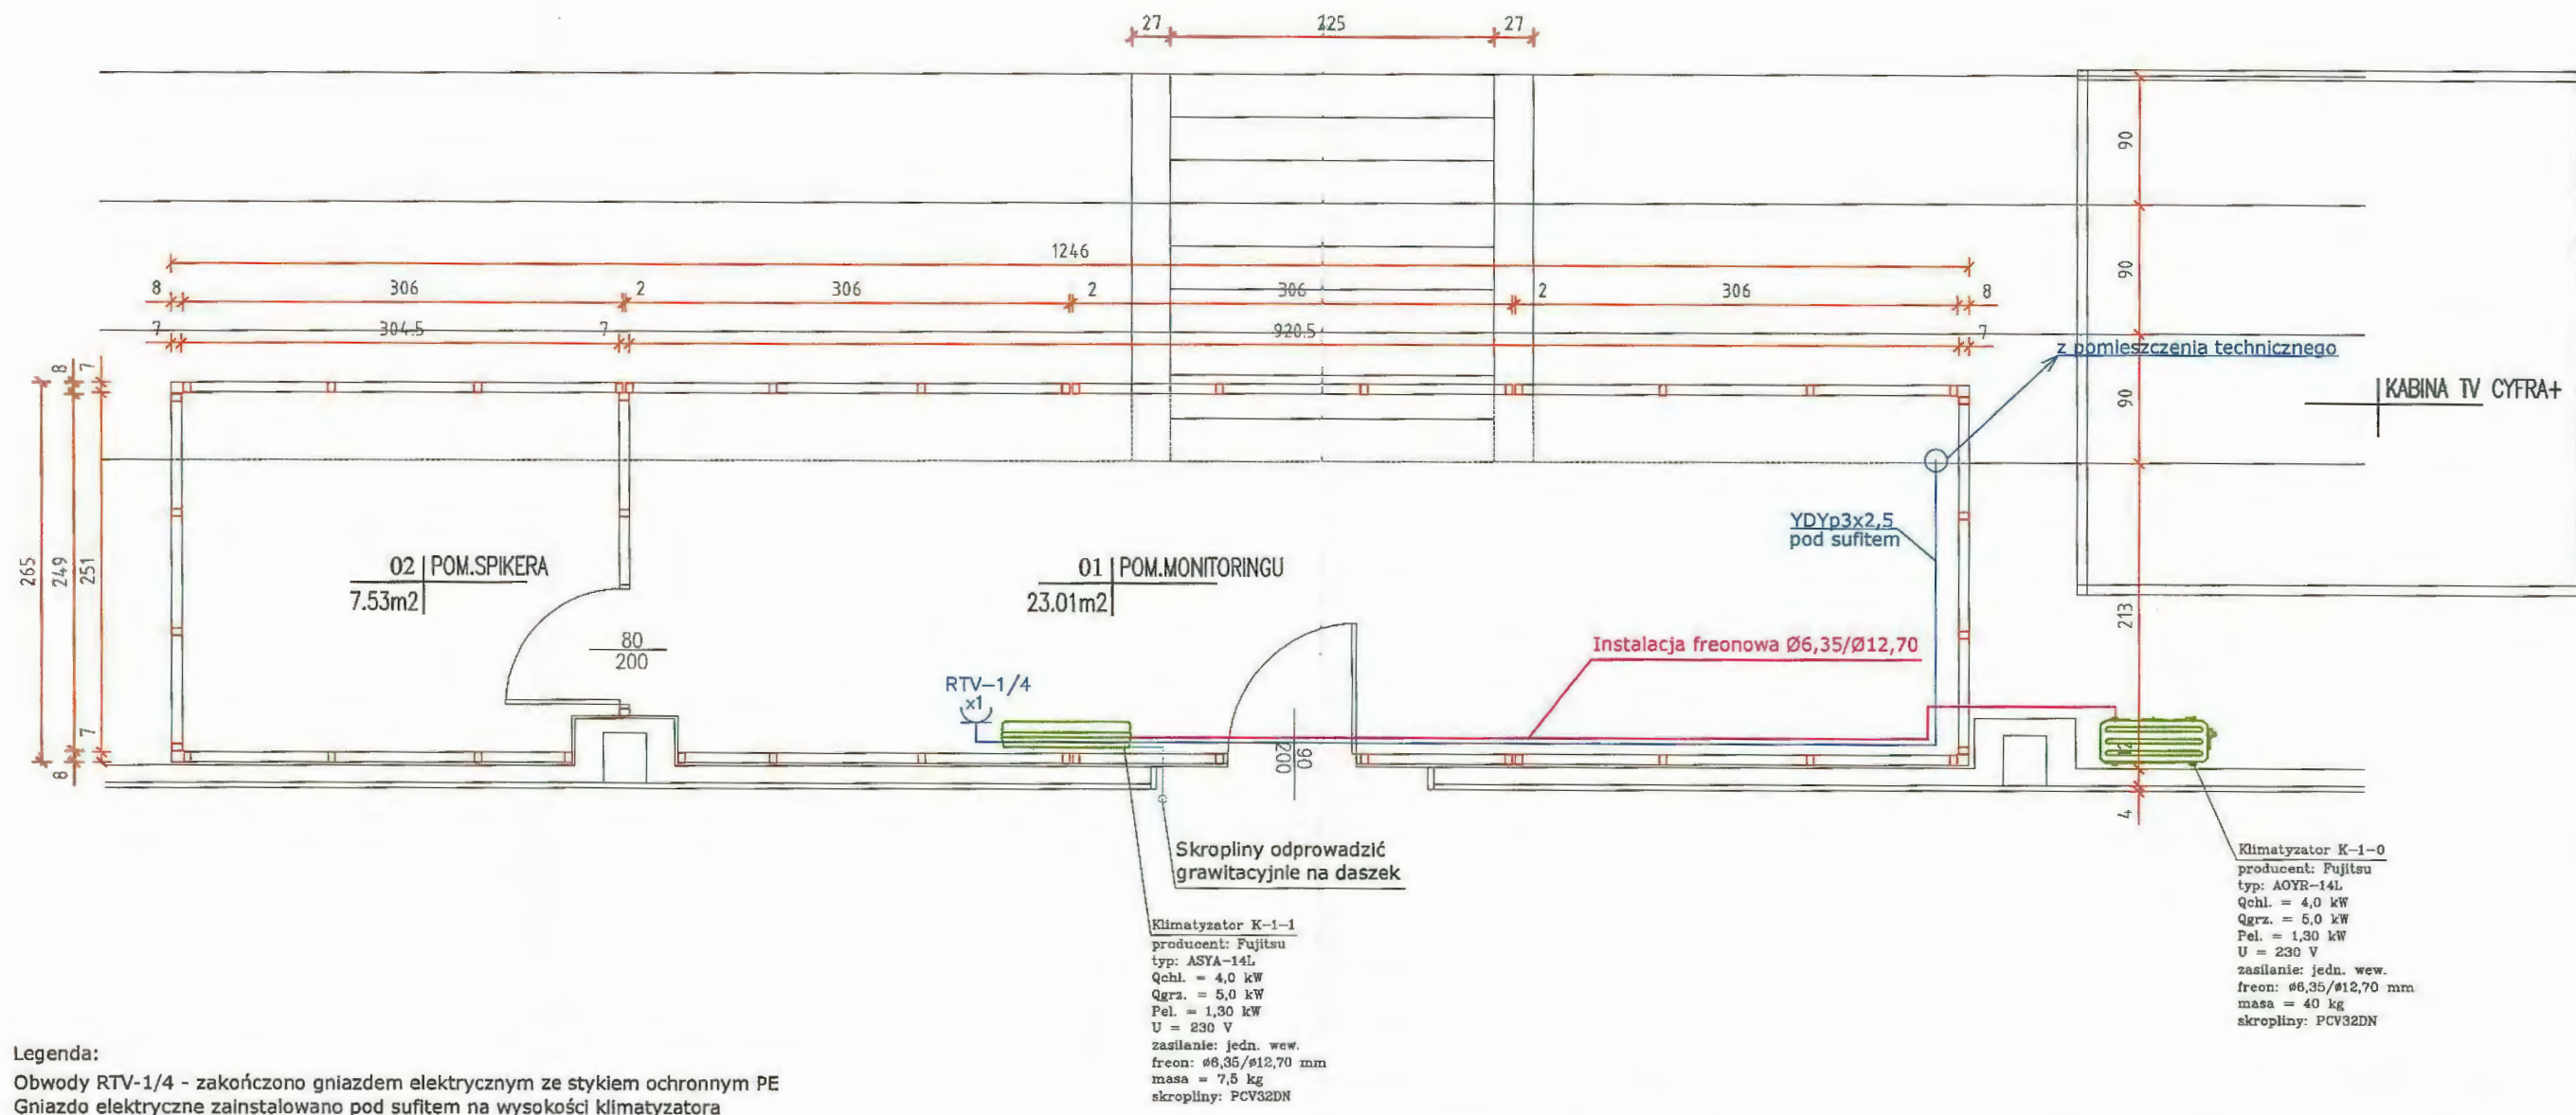 27 225 27
1246
8 306 2 306 2 306 2 306 8
7 304.5 7 920.5 7
8 7
265 249 251
7
8
90
90
90
213
12
4
z pomieszczenia technicznego
KABINA TV CYFRA+
YDYp3x2,5
pod sufitem
02 POM.SPIKERA
7.53m2
01 POM.MONITORINGU
23.01m2
80
200
Instalacja freonowa Ø6,35/Ø12,70
RTV-1/4
x1
90
200
Skropliny odprowadzić
grawitacyjnie na daszek
Klimatyzator K-1-1
producent: Fujitsu
typ: ASYA-14L
Qchl. = 4,0 kW
Qgrz. = 5,0 kW
Pel. = 1,30 kW
U = 230 V
zasilanie: jedn. wew.
freon: ø6,35/ø12,70 mm
masa = 7,5 kg
skropliny: PCV32DN
Klimatyzator K-1-0
producent: Fujitsu
typ: AOYR-14L
Qchl. = 4,0 kW
Qgrz. = 5,0 kW
Pel. = 1,30 kW
U = 230 V
zasilanie: jedn. wew.
freon: ø6,35/ø12,70 mm
masa = 40 kg
skropliny: PCV32DN
Legenda:
Obwody RTV-1/4 - zakończono gniazdem elektrycznym ze stykiem ochronnym PE
Gniazdo elektryczne zainstalowano pod sufitem na wysokości klimatyzatora